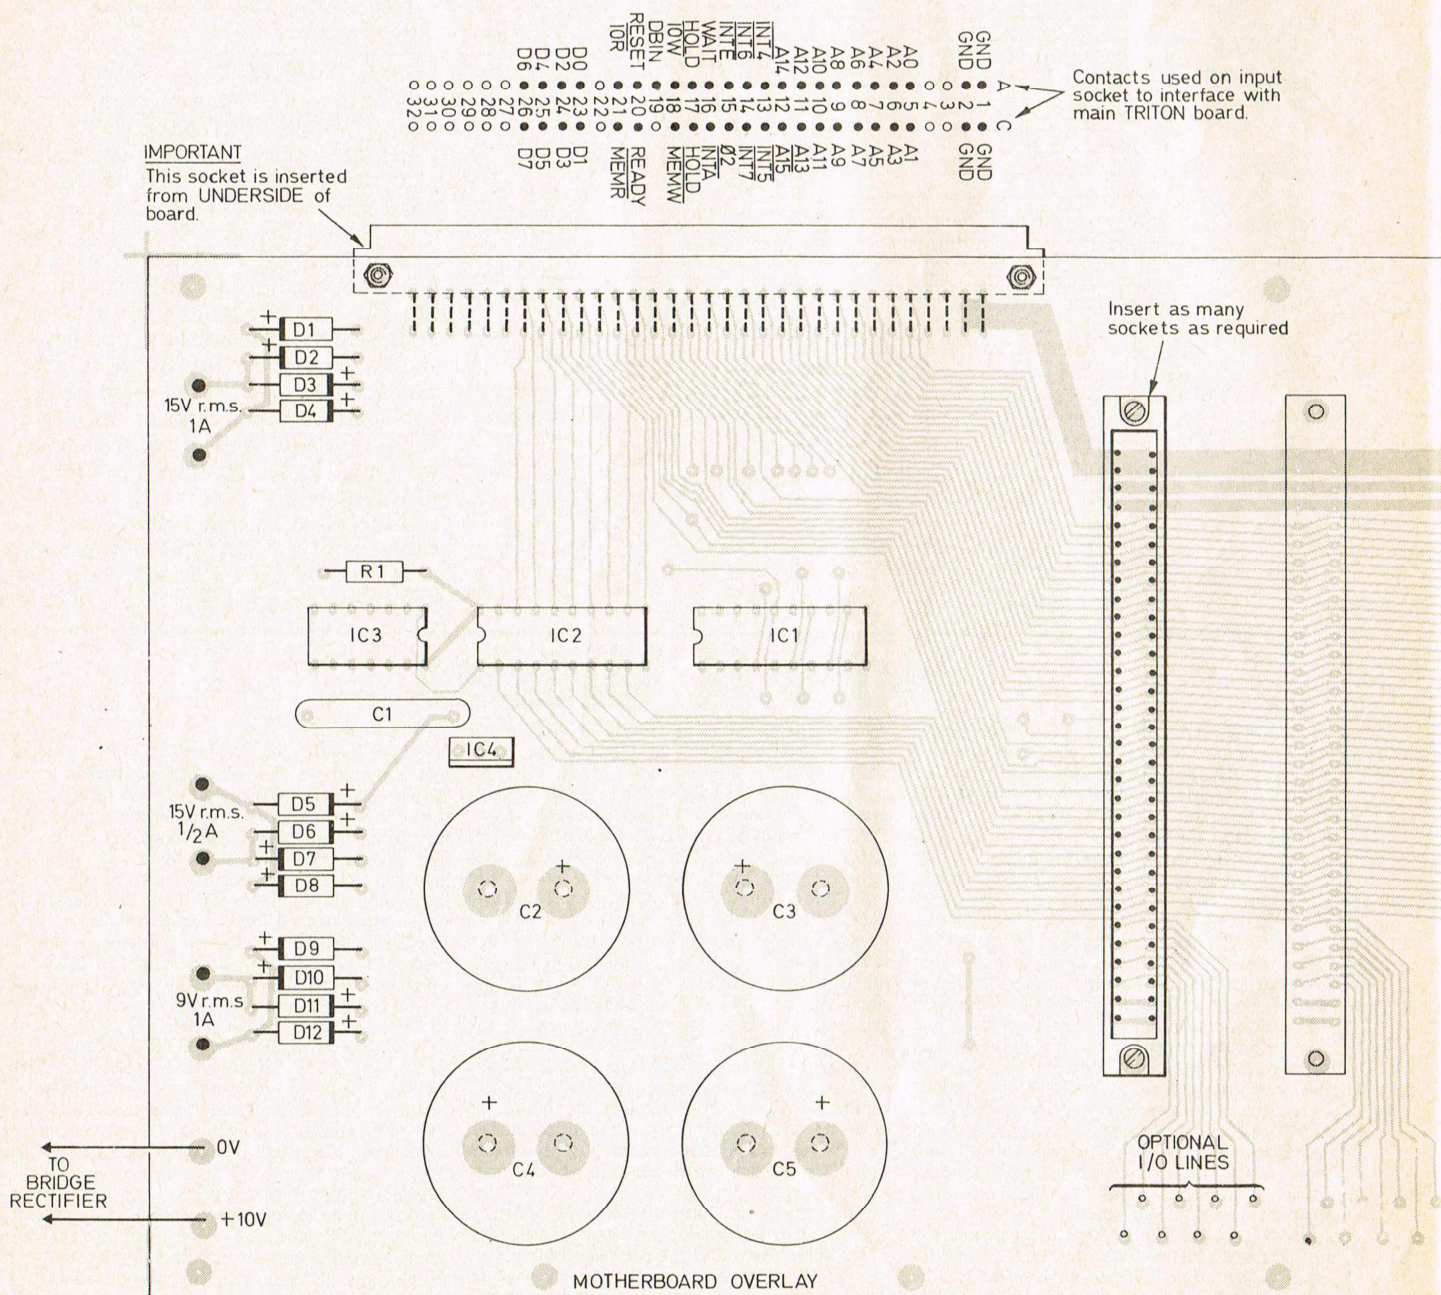 A C
GND 1 GND
GND 2 GND
3
4
A0 5 A1
A2 6 A3
A4 7 A5
A6 8 A7
A8 9 A9
A10 10 A11
A12 11 A13
A14 12 A15
INT4 13 INT5
INT6 14 INT7
INTE 15 Ø2
WAIT 16 INTA
HOLD 17 HOLD
IOW 18 MEMW
DBIN 19
RESET 20 READY
IOR 21 MEMR
22
D0 23 D1
D2 24 D3
D4 25 D5
D6 26 D7
27
28
29
30
31
32
Contacts used on input
socket to interface with
main TRITON board.
IMPORTANT
This socket is inserted
from UNDERSIDE of
board.
Insert as many
sockets as required
+ D1
+ D2
D3 +
D4 +
15V r.m.s.
1A
R1
IC3
IC2
IC1
C1
IC4
D5 +
D6 +
+ D7
+ D8
15V r.m.s.
1/2A
+
C2
+
C3
+ D9
+ D10
D11 +
D12 +
9V r.m.s
1A
+
C4
+
C5
0V
TO
BRIDGE
RECTIFIER
+10V
OPTIONAL
I/O LINES
MOTHERBOARD OVERLAY